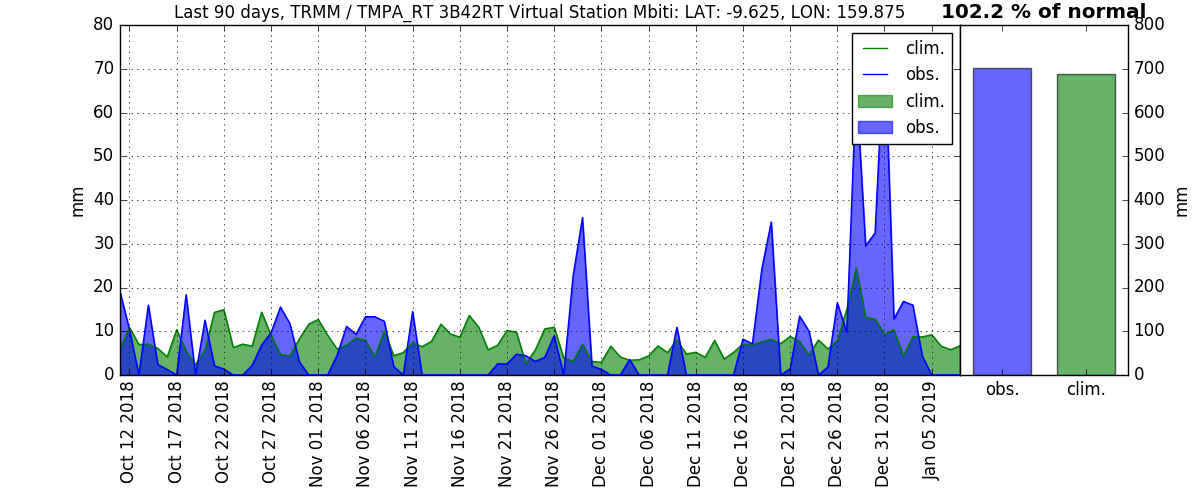 Last 90 days, TRMM / TMPA_RT 3B42RT Virtual Station Mbiti: LAT: -9.625, LON: 159.875
102.2 % of normal
80
70
60
50
40
30
20
10
0
mm
clim.
obs.
clim.
obs.
800
700
600
500
400
300
200
100
0
mm
obs.
clim.
Oct 12 2018
Oct 17 2018
Oct 22 2018
Oct 27 2018
Nov 01 2018
Nov 06 2018
Nov 11 2018
Nov 16 2018
Nov 21 2018
Nov 26 2018
Dec 01 2018
Dec 06 2018
Dec 11 2018
Dec 16 2018
Dec 21 2018
Dec 26 2018
Dec 31 2018
Jan 05 2019